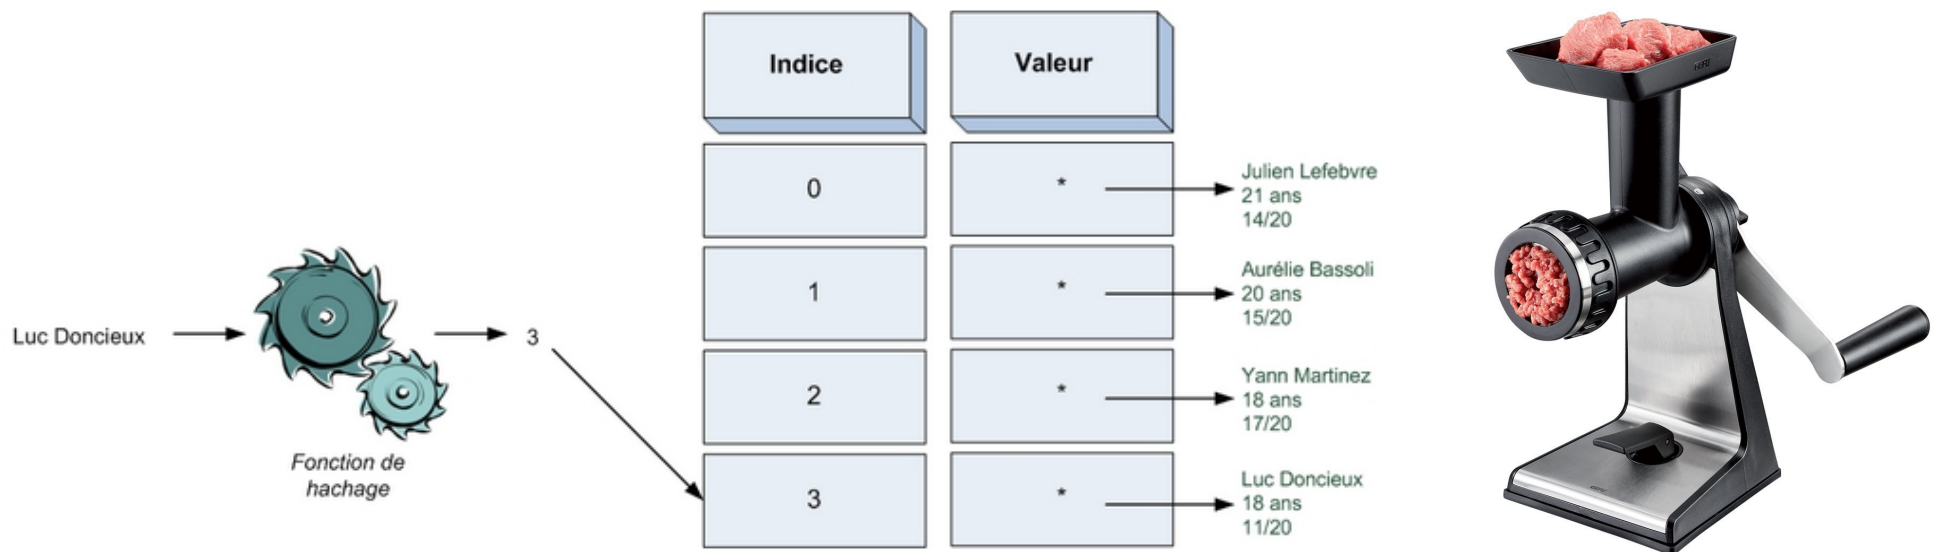 Indice
Valeur
0
*
Julien Lefebvre
21 ans
14/20
1
*
Aurélie Bassoli
20 ans
15/20
Luc Doncieux
3
2
*
Yann Martinez
18 ans
17/20
Fonction de
hachage
3
*
Luc Doncieux
18 ans
11/20